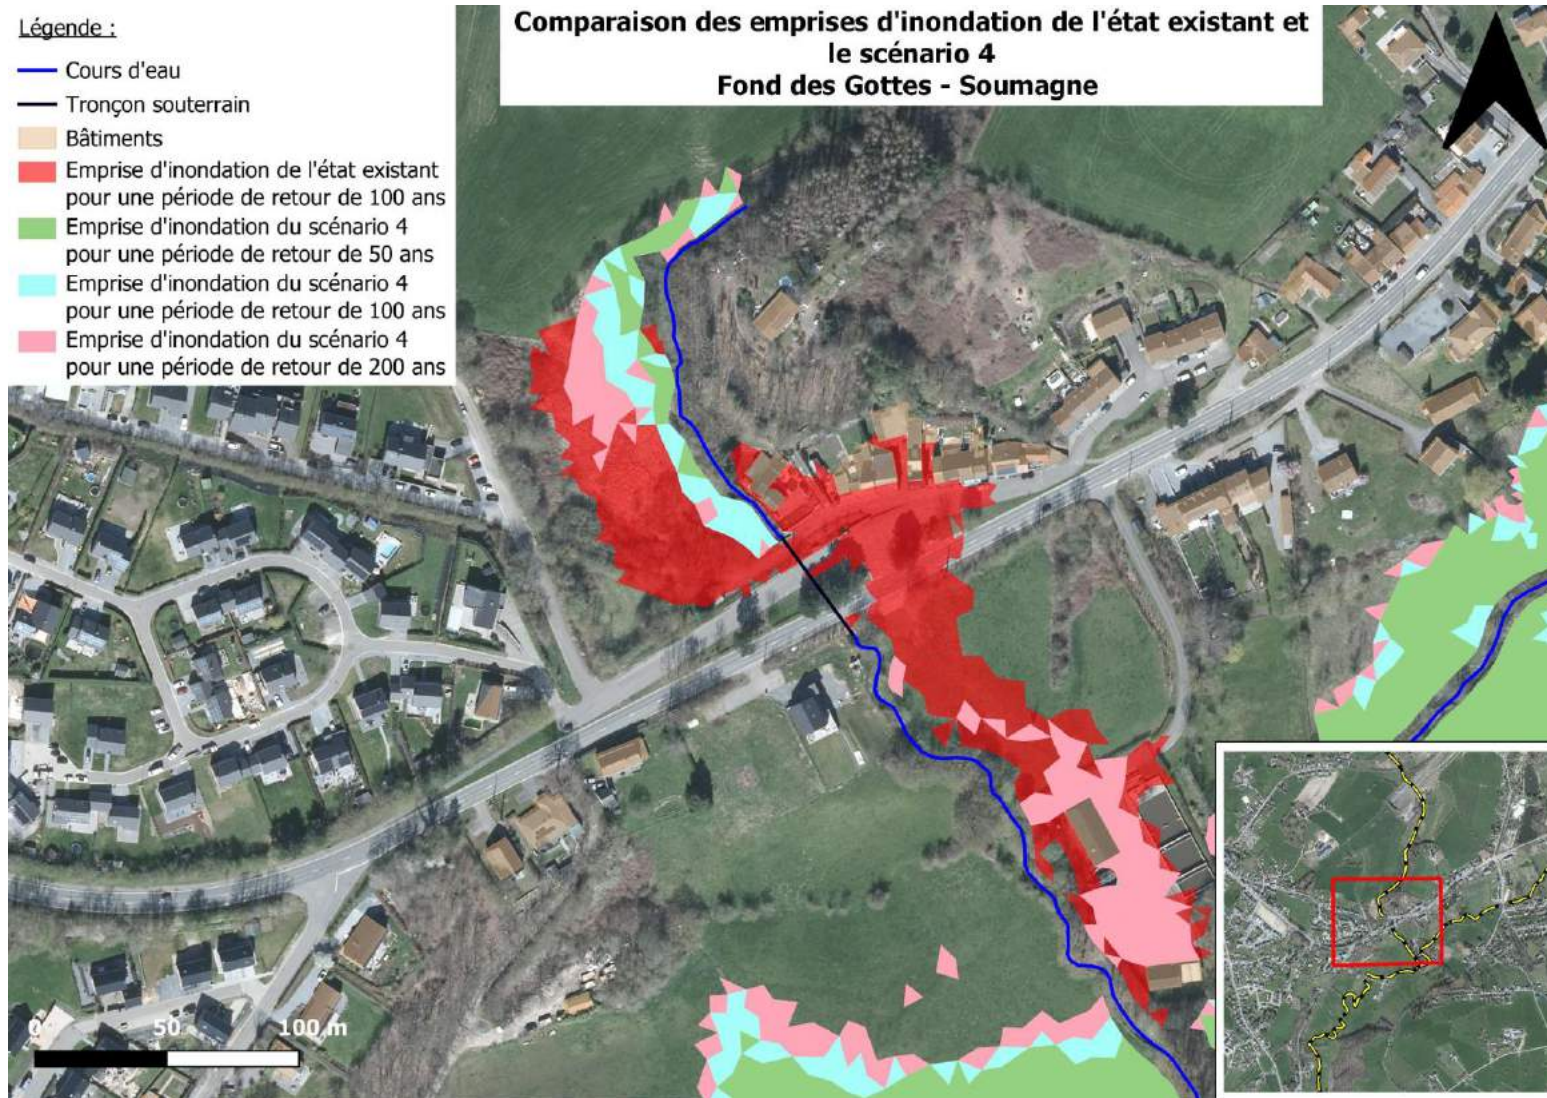 Légende :
Cours d'eau
Tronçon souterrain
Bâtiments
Emprise d'inondation de l'état existant
pour une période de retour de 100 ans
Emprise d'inondation du scénario 4
pour une période de retour de 50 ans
Emprise d'inondation du scénario 4
pour une période de retour de 100 ans
Emprise d'inondation du scénario 4
pour une période de retour de 200 ans
Comparaison des emprises d'inondation de l'état existant et
le scénario 4
Fond des Gottes - Soumagne
0 50 100 m